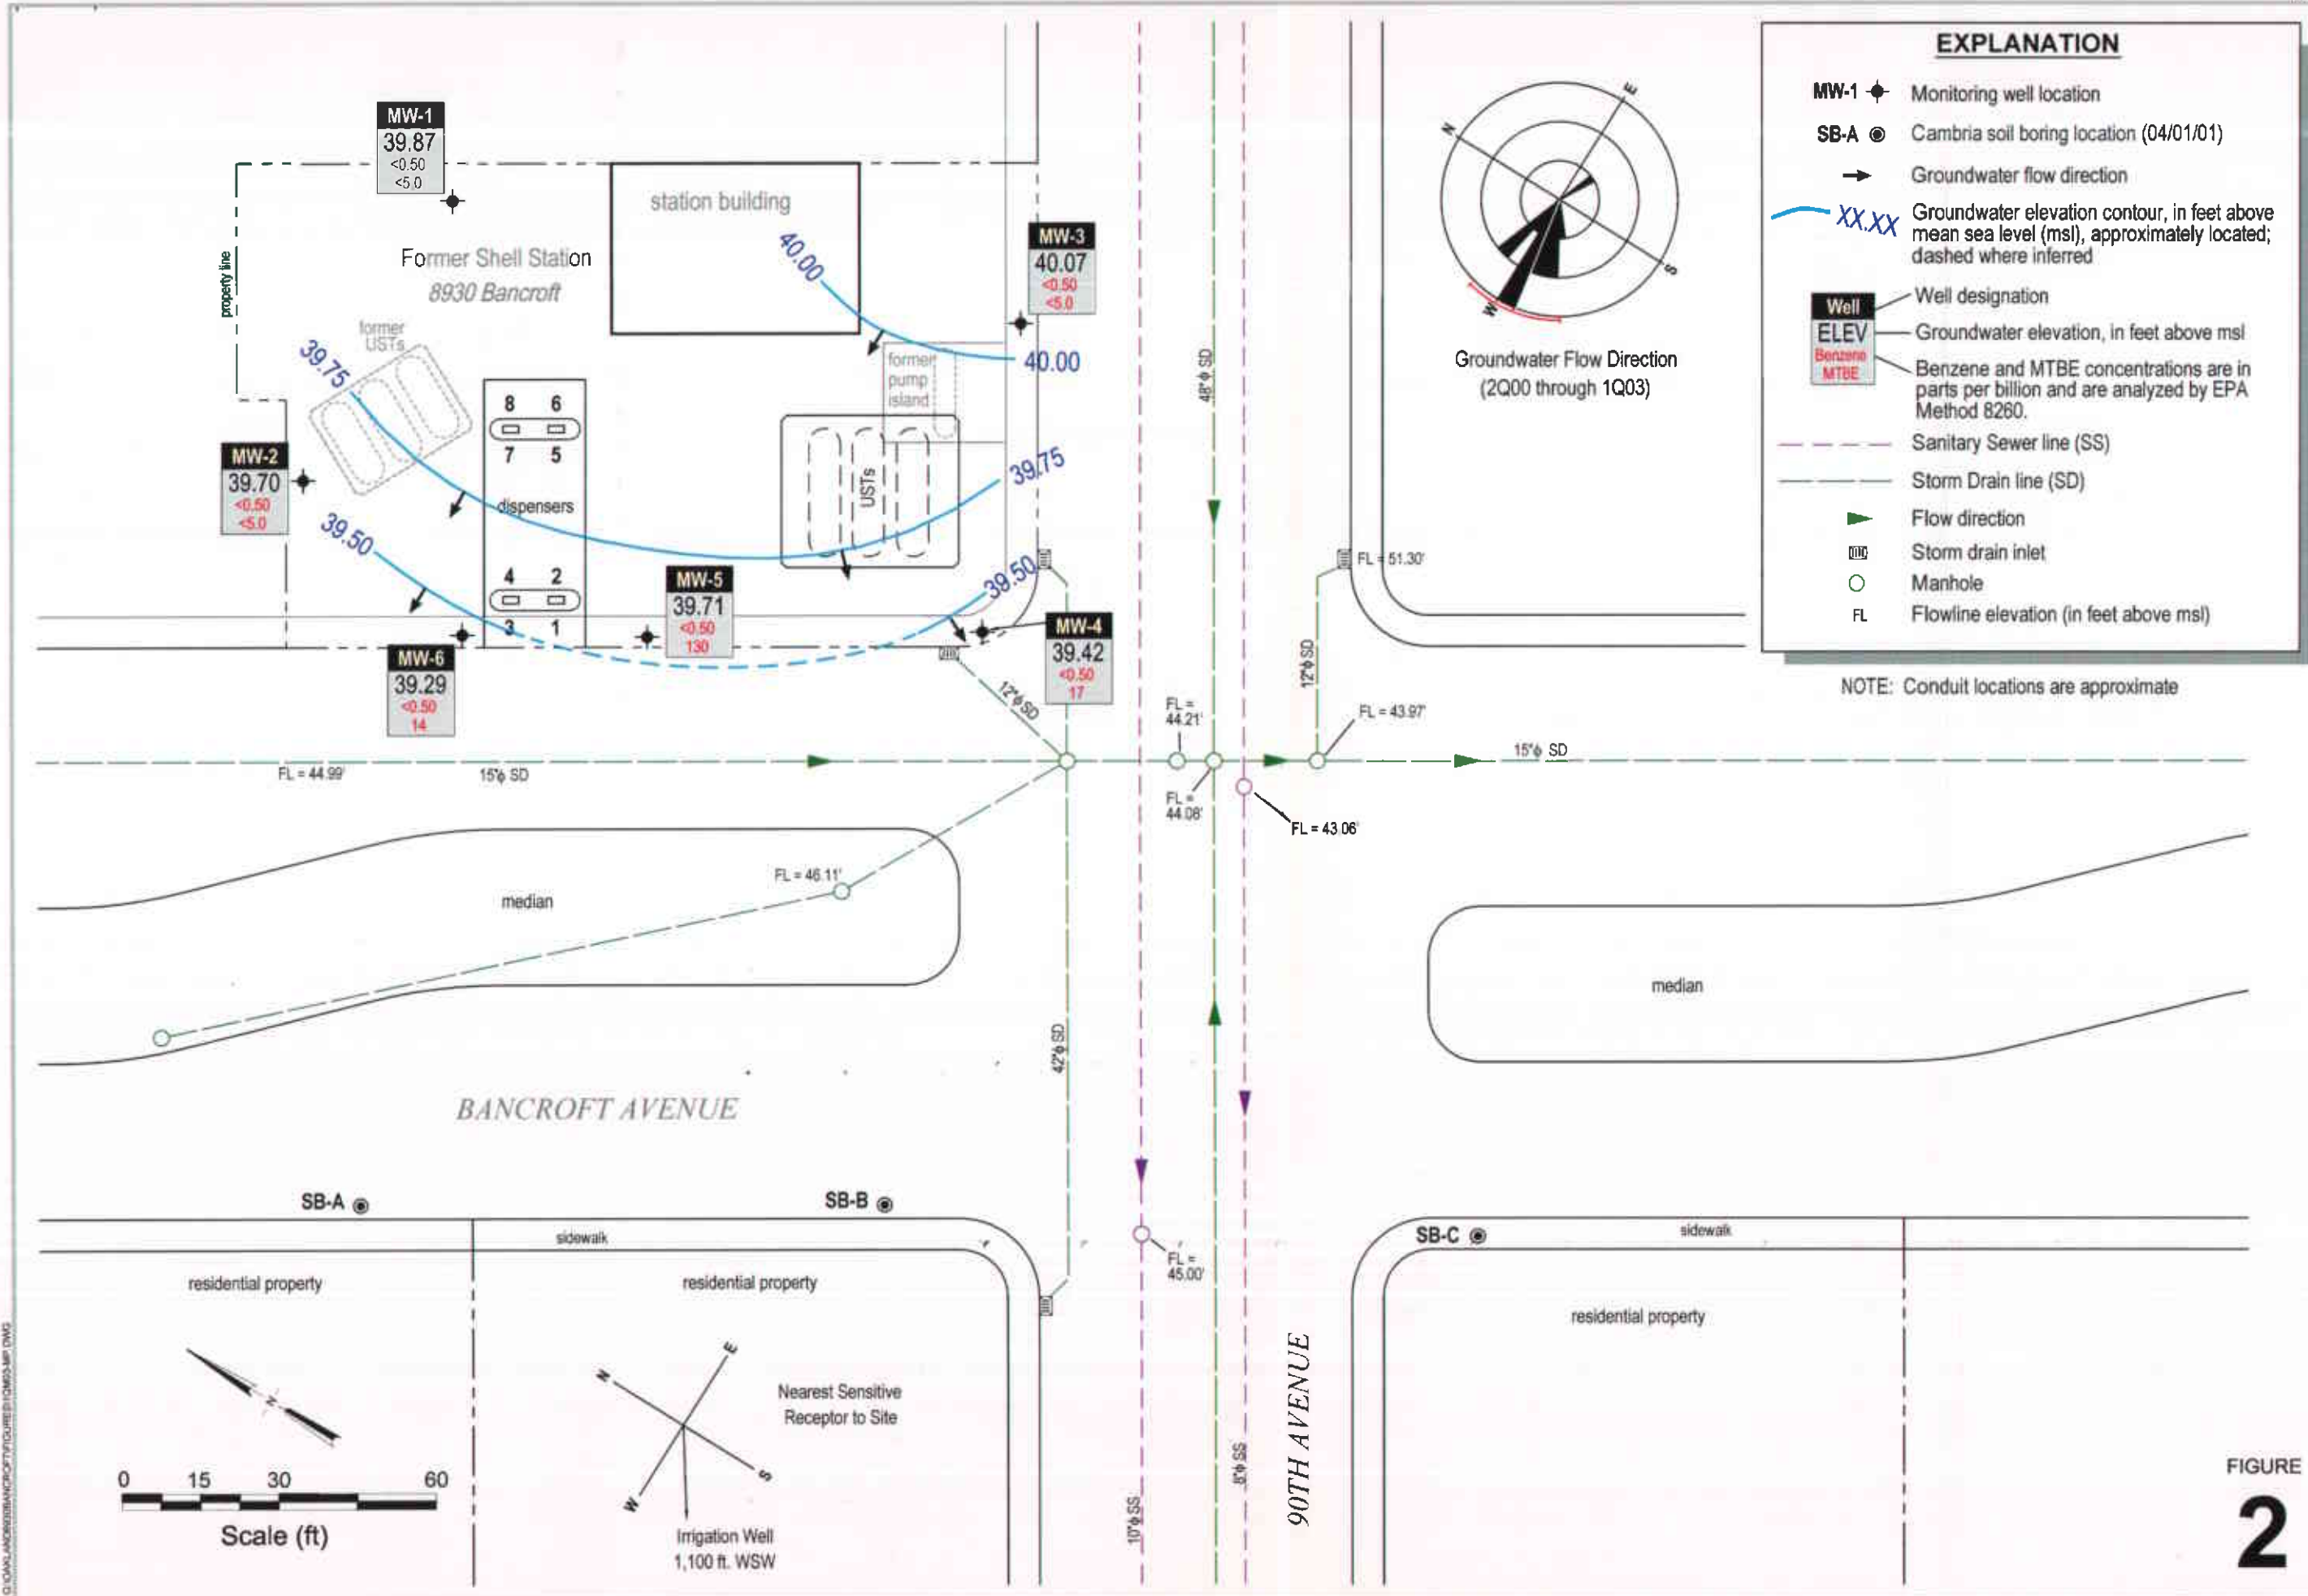 EXPLANATION
MW-1 Monitoring well location
SB-A Cambria soil boring location (04/01/01)
Groundwater flow direction
XX.XX Groundwater elevation contour, in feet above
mean sea level (msl), approximately located;
dashed where inferred
Well
ELEV
Benzene
MTBE
Well designation
Groundwater elevation, in feet above msl
Benzene and MTBE concentrations are in
parts per billion and are analyzed by EPA
Method 8260.
Sanitary Sewer line (SS)
Storm Drain line (SD)
Flow direction
Storm drain inlet
Manhole
FL Flowline elevation (in feet above msl)
NOTE: Conduit locations are approximate
MW-1
39.87
<0.50
<5.0
property line
Former Shell Station
8930 Bancroft
station building
MW-3
40.07
<0.50
<5.0
40.00
40.00
former
USTs
former
pump
island
39.75
39.75
8 6
7 5
dispensers
4 2
3 1
USTs
MW-2
39.70
<0.50
<5.0
39.50
39.50
MW-5
39.71
<0.50
130
MW-4
39.42
<0.50
17
MW-6
39.29
<0.50
14
N
E
S
W
Groundwater Flow Direction
(2Q00 through 1Q03)
48"ϕ SD
FL = 51.30'
12"ϕ SD
12"ϕ SD
FL =
44.21'
FL = 43.97'
15"ϕ SD
FL = 44.99'
15"ϕ SD
FL =
44.08'
FL = 43.06'
FL = 46.11'
median
median
42"ϕ SD
BANCROFT AVENUE
SB-A
SB-B
SB-C
sidewalk
sidewalk
FL =
45.00'
residential property
residential property
residential property
N
0 15 30 60
Scale (ft)
N
E
S
W
Nearest Sensitive
Receptor to Site
Irrigation Well
1,100 ft. WSW
10"ϕ SS
8"ϕ SS
90TH AVENUE
FIGURE
2